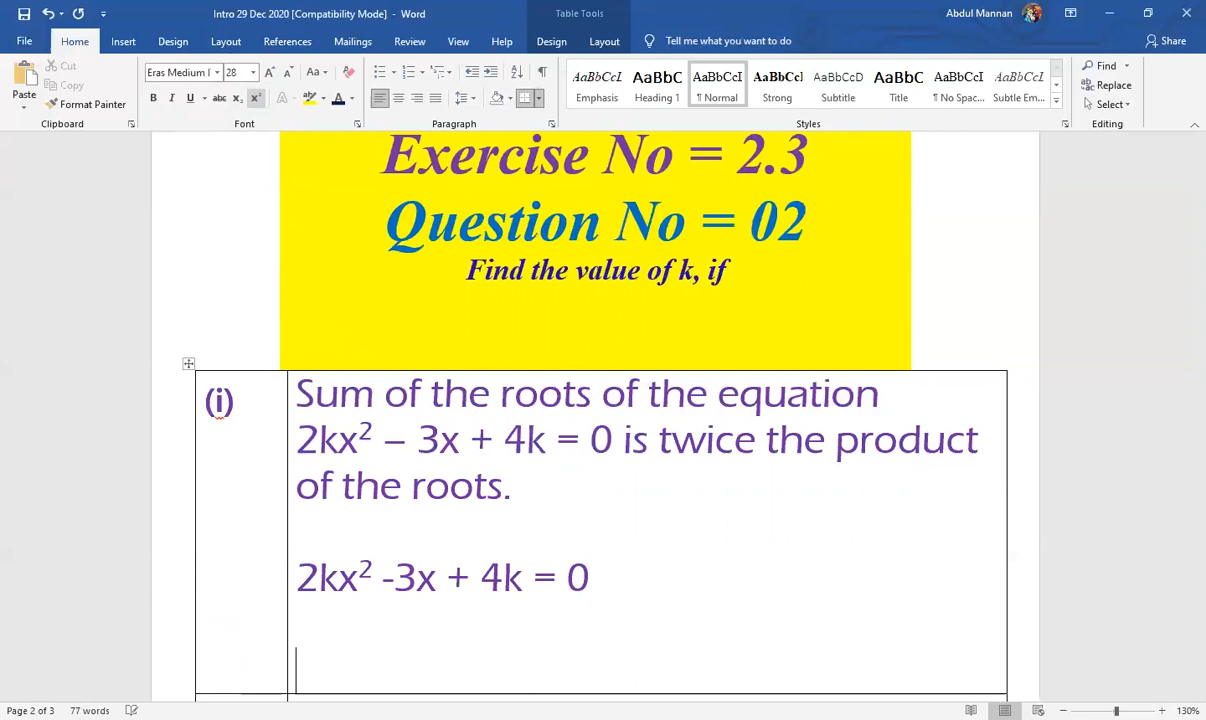 Intro 29 Dec 2020 [Compatibility Mode] - Word
Table Tools
Abdul Mannan
File Home Insert Design Layout References Mailings Review View Help Design Layout Tell me what you want to do Share
Paste
Cut
Copy
Format Painter
Clipboard
Eras Medium I 28
Font
Paragraph
AaBbCcI AaBbC AaBbCcI AaBbCcl AaBbCcD AaBbC AaBbCcI AaBbCcI
Emphasis Heading 1 ¶ Normal Strong Subtitle Title ¶ No Spac... Subtle Em...
Styles
Find
Replace
Select
Editing
Exercise No = 2.3
Question No = 02
Find the value of k, if
(i)
Sum of the roots of the equation
2kx² – 3x + 4k = 0 is twice the product
of the roots.
2kx² -3x + 4k = 0
Page 2 of 3 77 words 130%